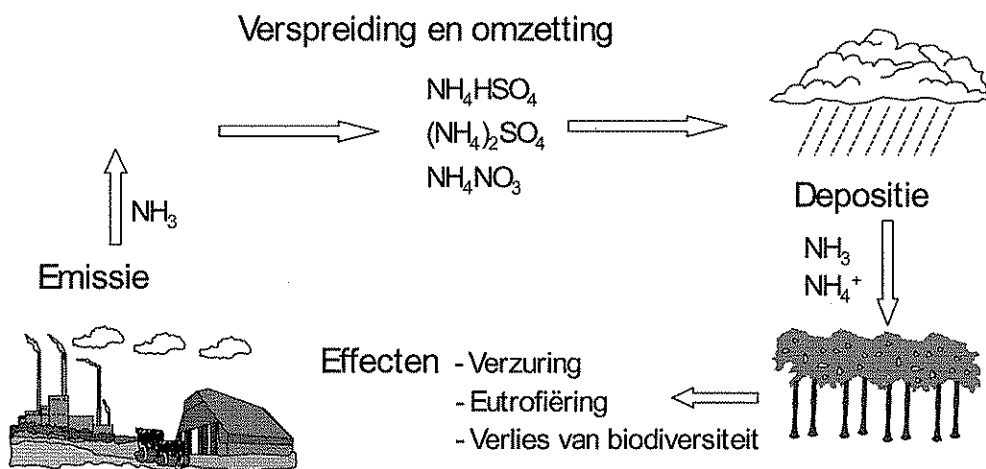 Verspreiding en omzetting
NH₄HSO₄
(NH₄)₂SO₄
NH₄NO₃
NH₃
Emissie
Depositie
NH₃
NH₄⁺
Effecten - Verzuring
- Eutrofiëring
- Verlies van biodiversiteit